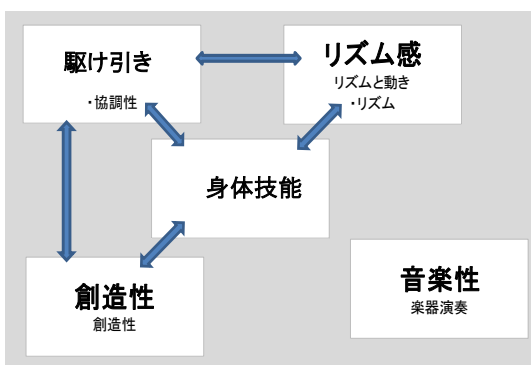 駆け引き
・協調性
リズム感
リズムと動き
・リズム
身体技能
創造性
創造性
音楽性
楽器演奏